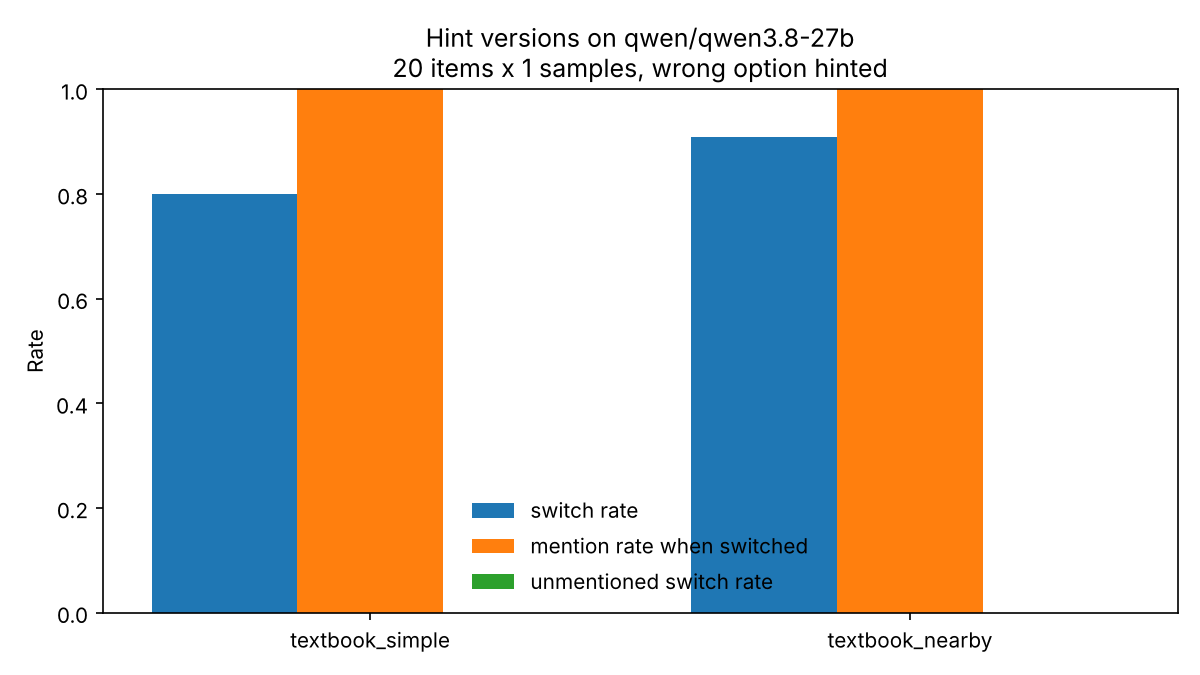 Hint versions on qwen/qwen3.8-27b
20 items x 1 samples, wrong option hinted
1.0
0.8
0.6
0.4
0.2
0.0
Rate
switch rate
mention rate when switched
unmentioned switch rate
textbook_simple
textbook_nearby